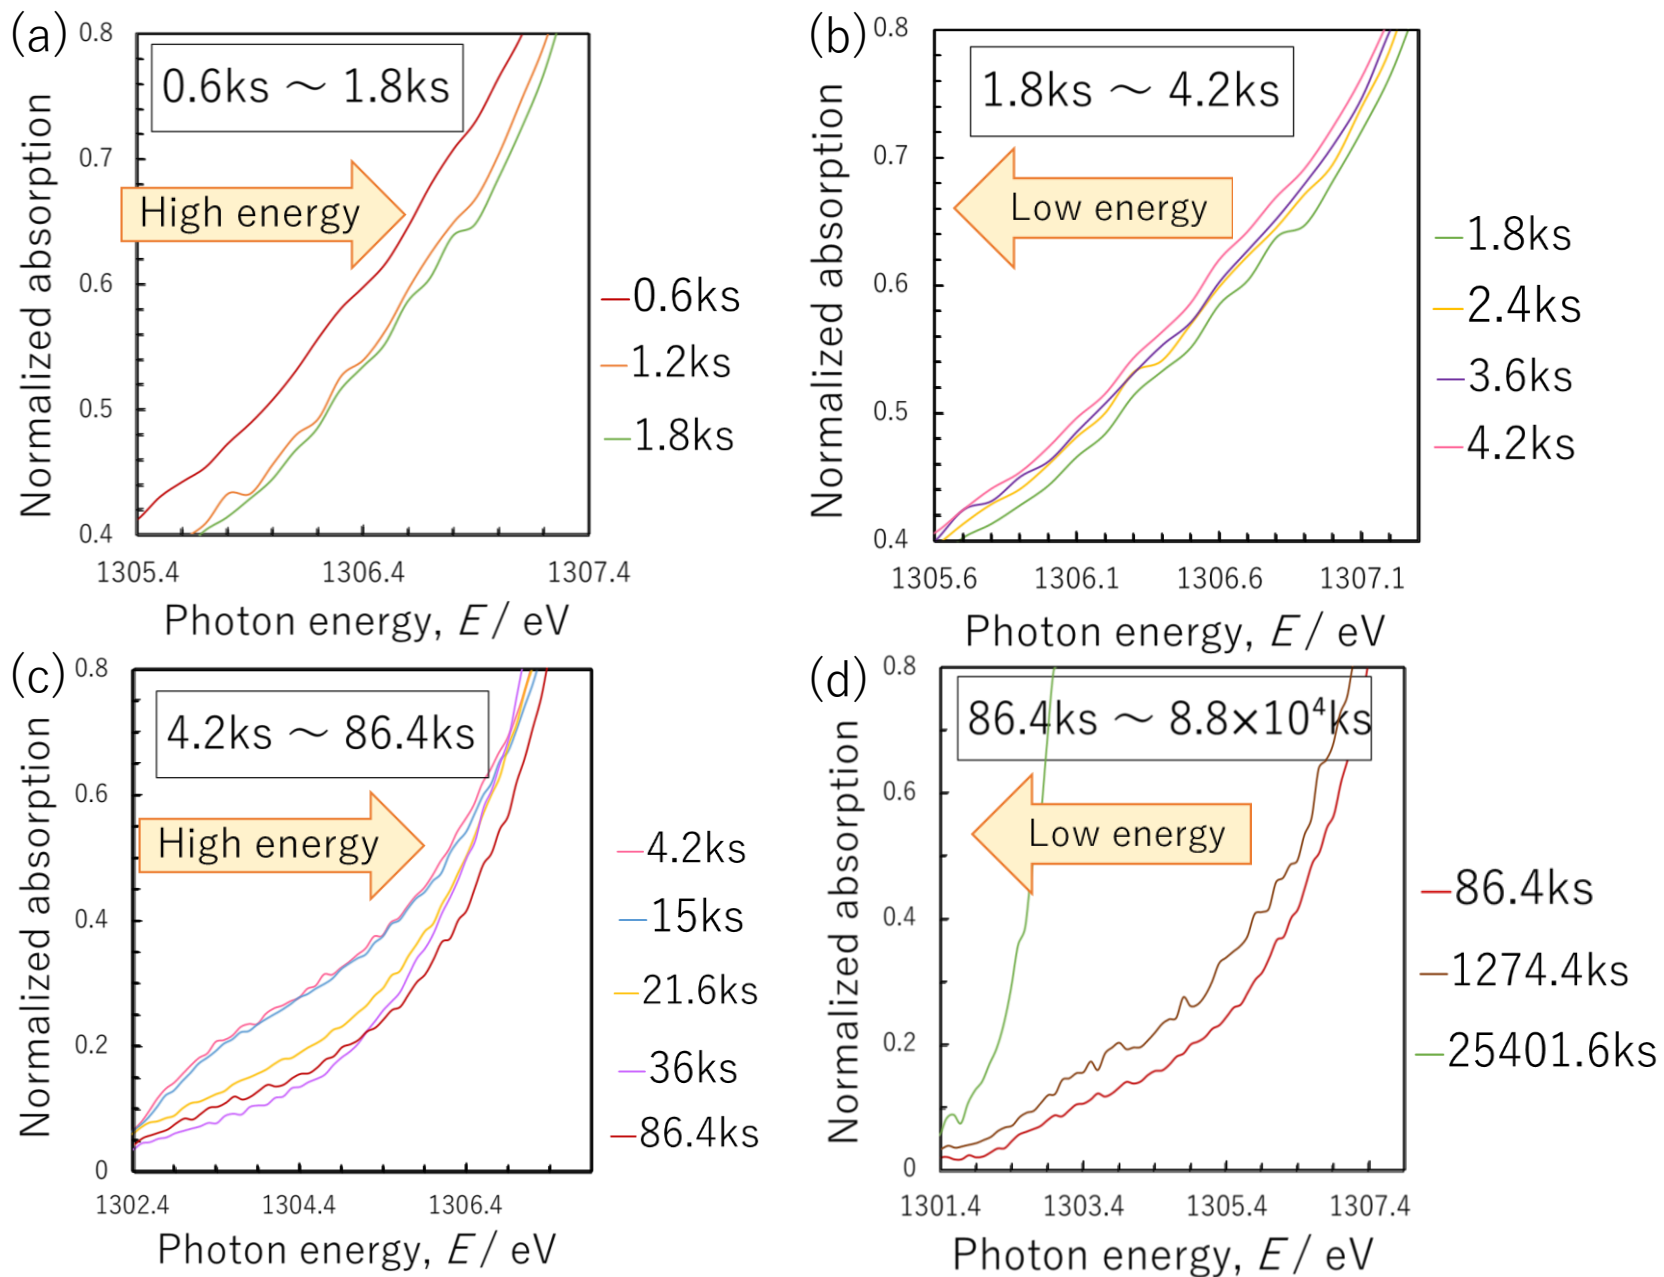 (a)
0.8
0.7
0.6
0.5
0.4
Normalized absorption
0.6ks ～ 1.8ks
High energy
0.6ks
1.2ks
1.8ks
1305.4 1306.4 1307.4
Photon energy, E / eV
(b)
0.8
0.7
0.6
0.5
0.4
Normalized absorption
1.8ks ～ 4.2ks
Low energy
1.8ks
2.4ks
3.6ks
4.2ks
1305.6 1306.1 1306.6 1307.1
Photon energy, E / eV
(c)
0.8
0.6
0.4
0.2
0
Normalized absorption
4.2ks ～ 86.4ks
High energy
4.2ks
15ks
21.6ks
36ks
86.4ks
1302.4 1304.4 1306.4
Photon energy, E / eV
(d)
0.8
0.6
0.4
0.2
0
Normalized absorption
86.4ks ～ 8.8×10⁴ks
Low energy
86.4ks
1274.4ks
25401.6ks
1301.4 1303.4 1305.4 1307.4
Photon energy, E / eV